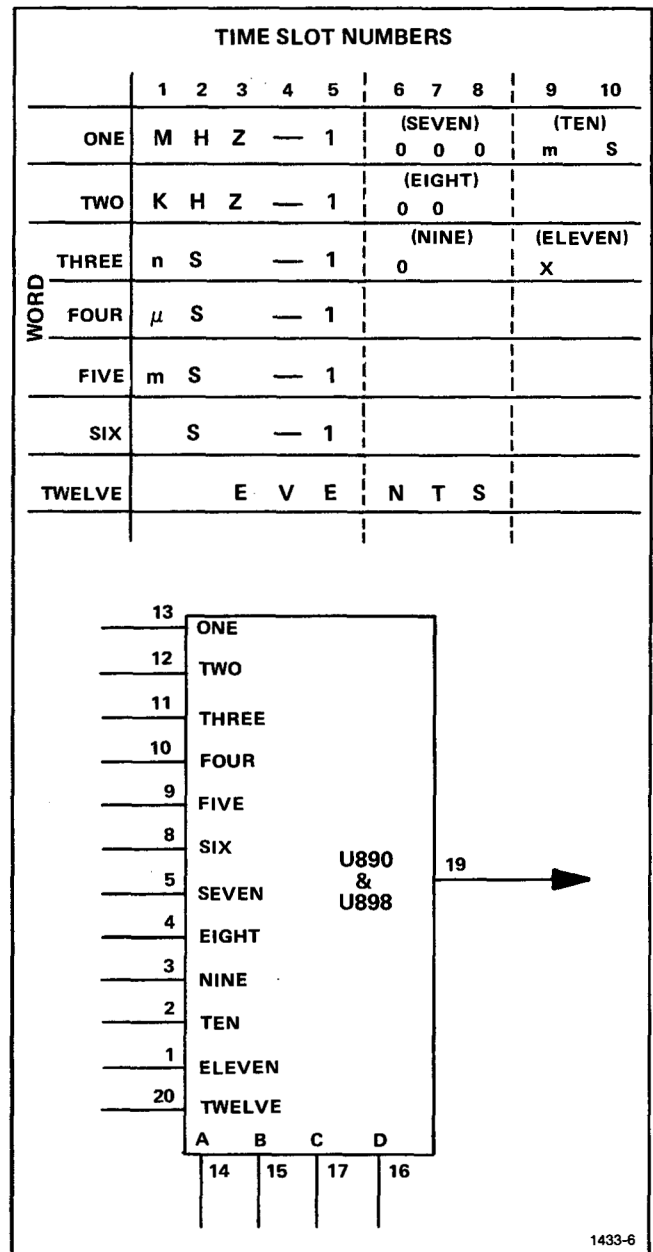 TIME SLOT NUMBERS
1 2 3 4 5 6 7 8 9 10
(SEVEN) (TEN)
ONE M H Z — 1 0 0 0 m S
(EIGHT)
TWO K H Z — 1 0 0
(NINE) (ELEVEN)
THREE n S — 1 0 X
WORD
FOUR μ S — 1
FIVE m S — 1
SIX S — 1
TWELVE E V E N T S
13 ONE
12 TWO
11 THREE
10 FOUR
9 FIVE
8 SIX
U890
&
U898
19
5 SEVEN
4 EIGHT
3 NINE
2 TEN
1 ELEVEN
20 TWELVE
A B C D
14 15 17 16
1433-6